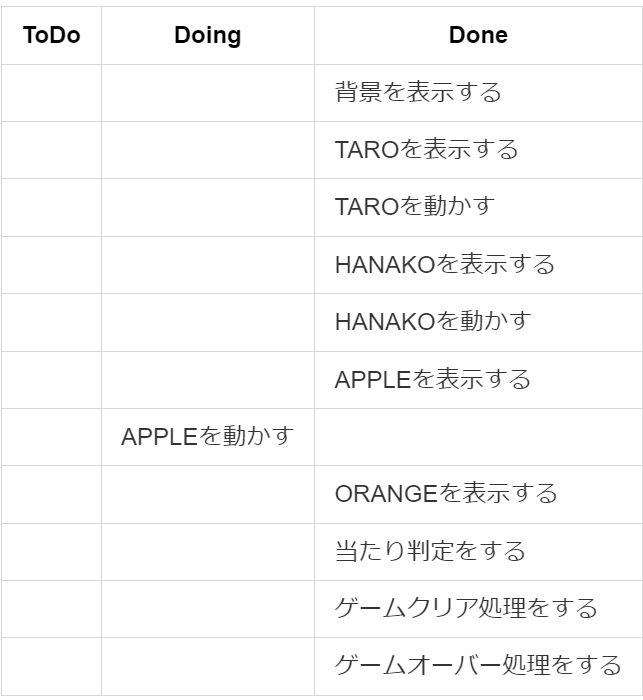 ToDo Doing Done
背景を表示する
TAROを表示する
TAROを動かす
HANAKOを表示する
HANAKOを動かす
APPLEを表示する
APPLEを動かす
ORANGEを表示する
当たり判定をする
ゲームクリア処理をする
ゲームオーバー処理をする